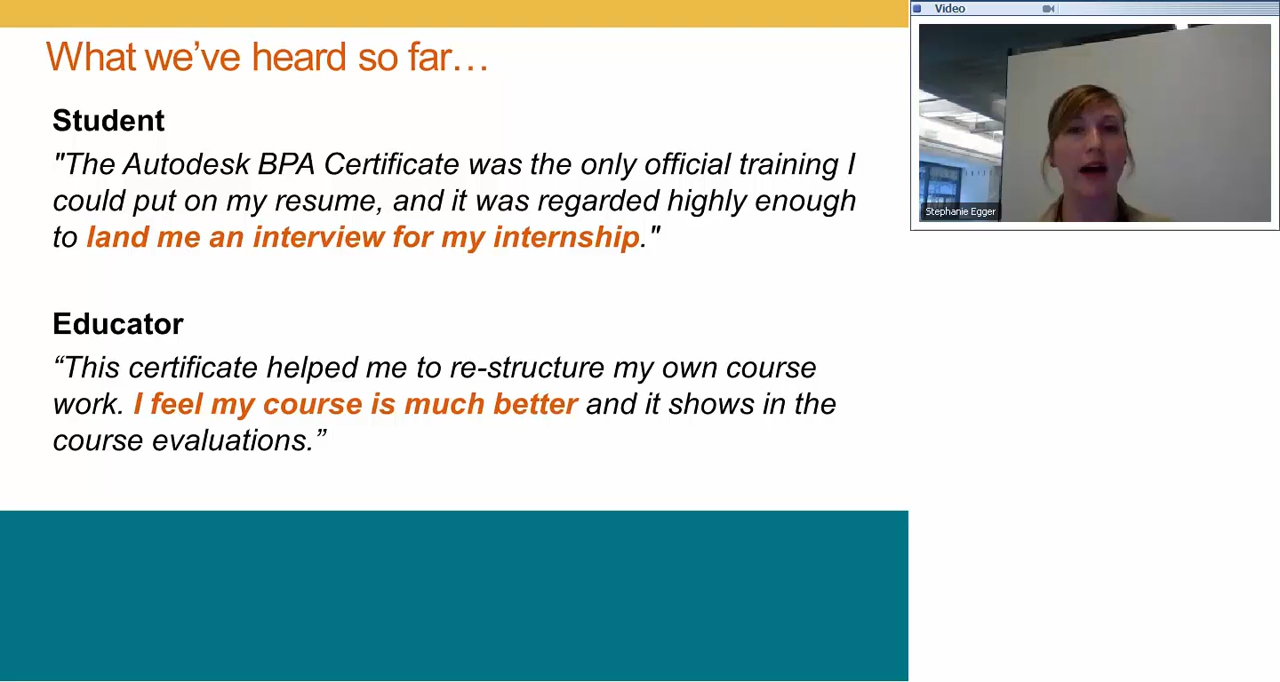 What we’ve heard so far…
Student
"The Autodesk BPA Certificate was the only official training I
could put on my resume, and it was regarded highly enough
to land me an interview for my internship."
Educator
“This certificate helped me to re-structure my own course
work. I feel my course is much better and it shows in the
course evaluations.”
Video
Stephanie Egger